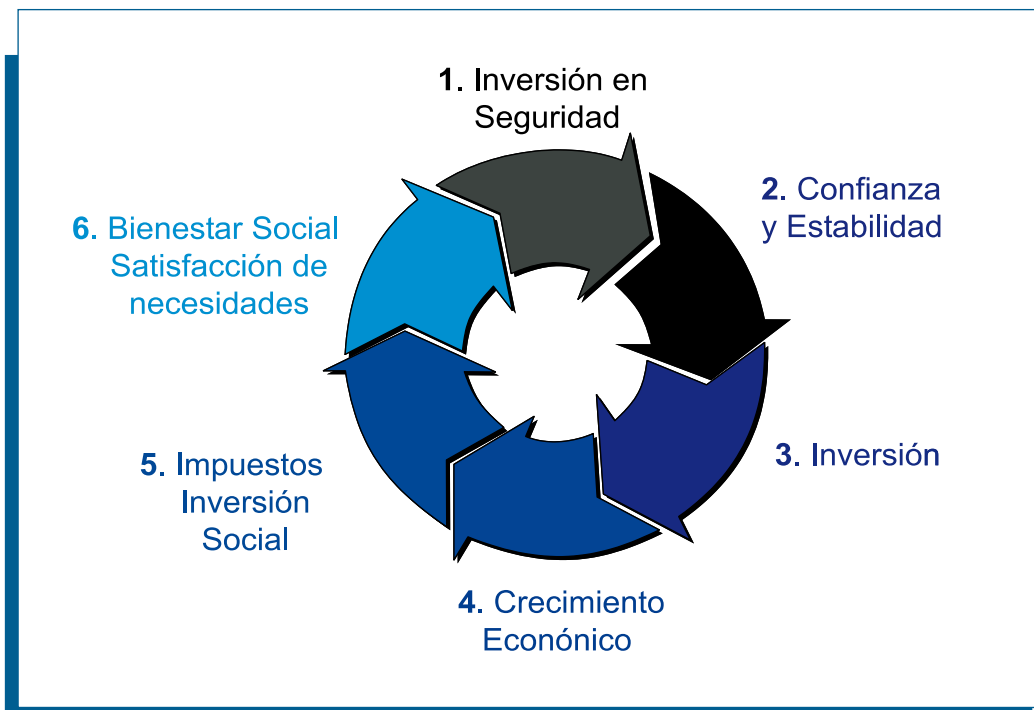 1. Inversión en
Seguridad
2. Confianza
y Estabilidad
3. Inversión
4. Crecimiento
Econónico
5. Impuestos
Inversión
Social
6. Bienestar Social
Satisfacción de
necesidades